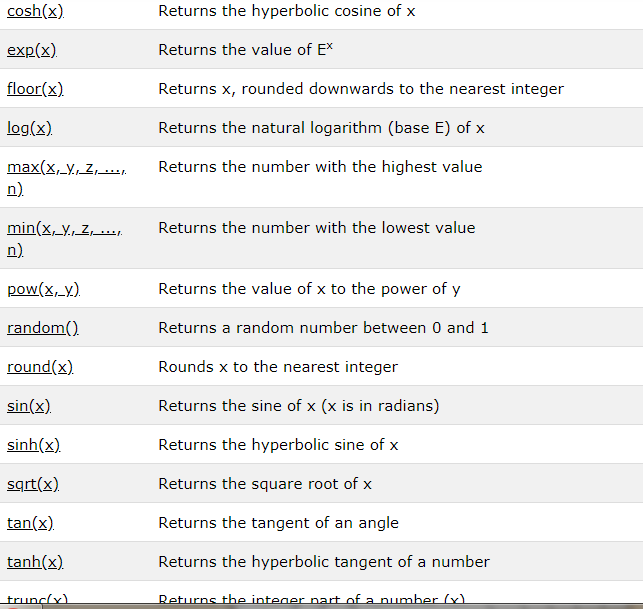 cosh(x) Returns the hyperbolic cosine of x
exp(x) Returns the value of Eˣ
floor(x) Returns x, rounded downwards to the nearest integer
log(x) Returns the natural logarithm (base E) of x
max(x, y, z, ..., Returns the number with the highest value
n)
min(x, y, z, ..., Returns the number with the lowest value
n)
pow(x, y) Returns the value of x to the power of y
random() Returns a random number between 0 and 1
round(x) Rounds x to the nearest integer
sin(x) Returns the sine of x (x is in radians)
sinh(x) Returns the hyperbolic sine of x
sqrt(x) Returns the square root of x
tan(x) Returns the tangent of an angle
tanh(x) Returns the hyperbolic tangent of a number
trunc(x) Returns the integer part of a number (x)